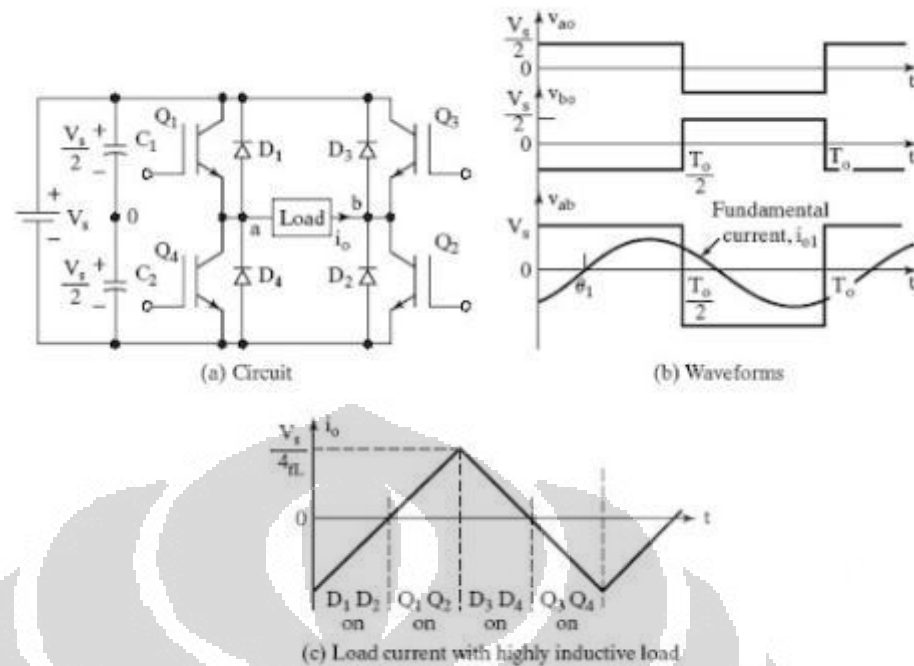 V_s/2 + − C_1 Q_1 D_1 D_3 Q_3
+ V_s −
0
a Load b
i_o
V_s/2 + − C_2 Q_4 D_4 D_2 Q_2
(a) Circuit
v_ao
V_s/2
0
t
v_bo
V_s/2
0
T_o/2 T_o t
v_ab
V_s
Fundamental
current, i_o1
0
θ_1 T_o/2 T_o t
(b) Waveforms
i_o
V_s/4fL
0
t
D_1 D_2 Q_1 Q_2 D_3 D_4 Q_3 Q_4
on on on on
(c) Load current with highly inductive load